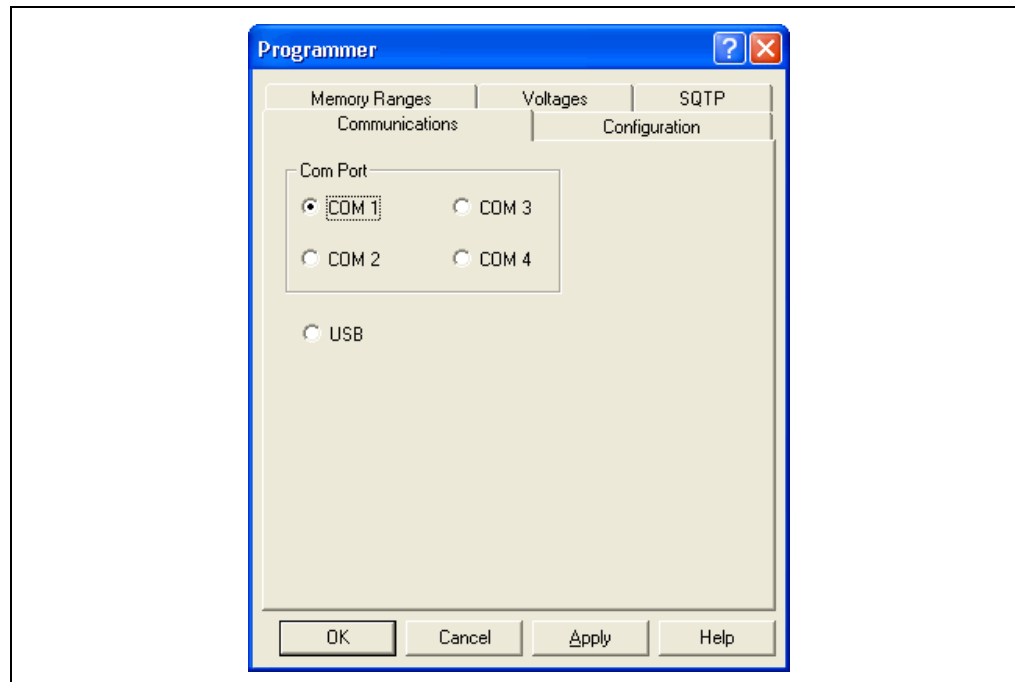 Programmer
Memory Ranges Voltages SQTP
Communications Configuration
Com Port
COM 1 COM 3
COM 2 COM 4
USB
OK Cancel Apply Help